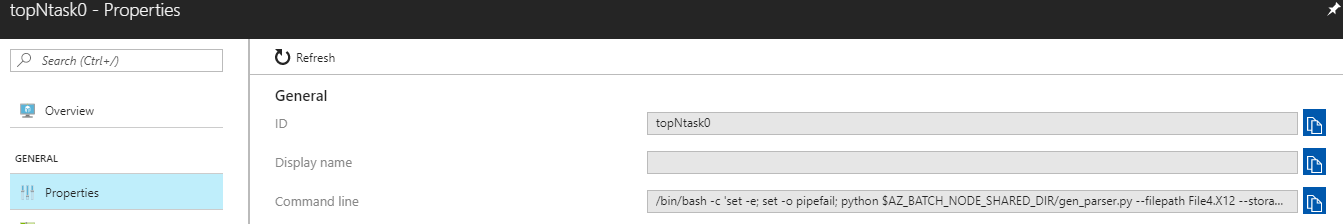 topNtask0 - Properties
Search (Ctrl+/)
Overview
GENERAL
Properties
Refresh
General
ID
topNtask0
Display name
Command line
/bin/bash -c 'set -e; set -o pipefail; python $AZ_BATCH_NODE_SHARED_DIR/gen_parser.py --filepath File4.X12 --stora...